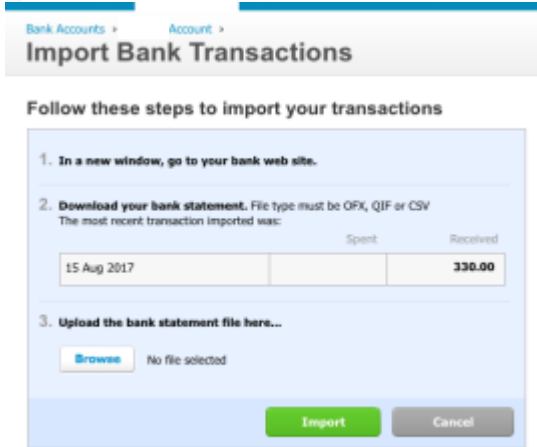 Bank Accounts › Account ›
Import Bank Transactions
Follow these steps to import your transactions
1. In a new window, go to your bank web site.
2. Download your bank statement. File type must be OFX, QIF or CSV
The most recent transaction imported was:
Spent Received
15 Aug 2017 330.00
3. Upload the bank statement file here...
Browse No file selected
Import Cancel